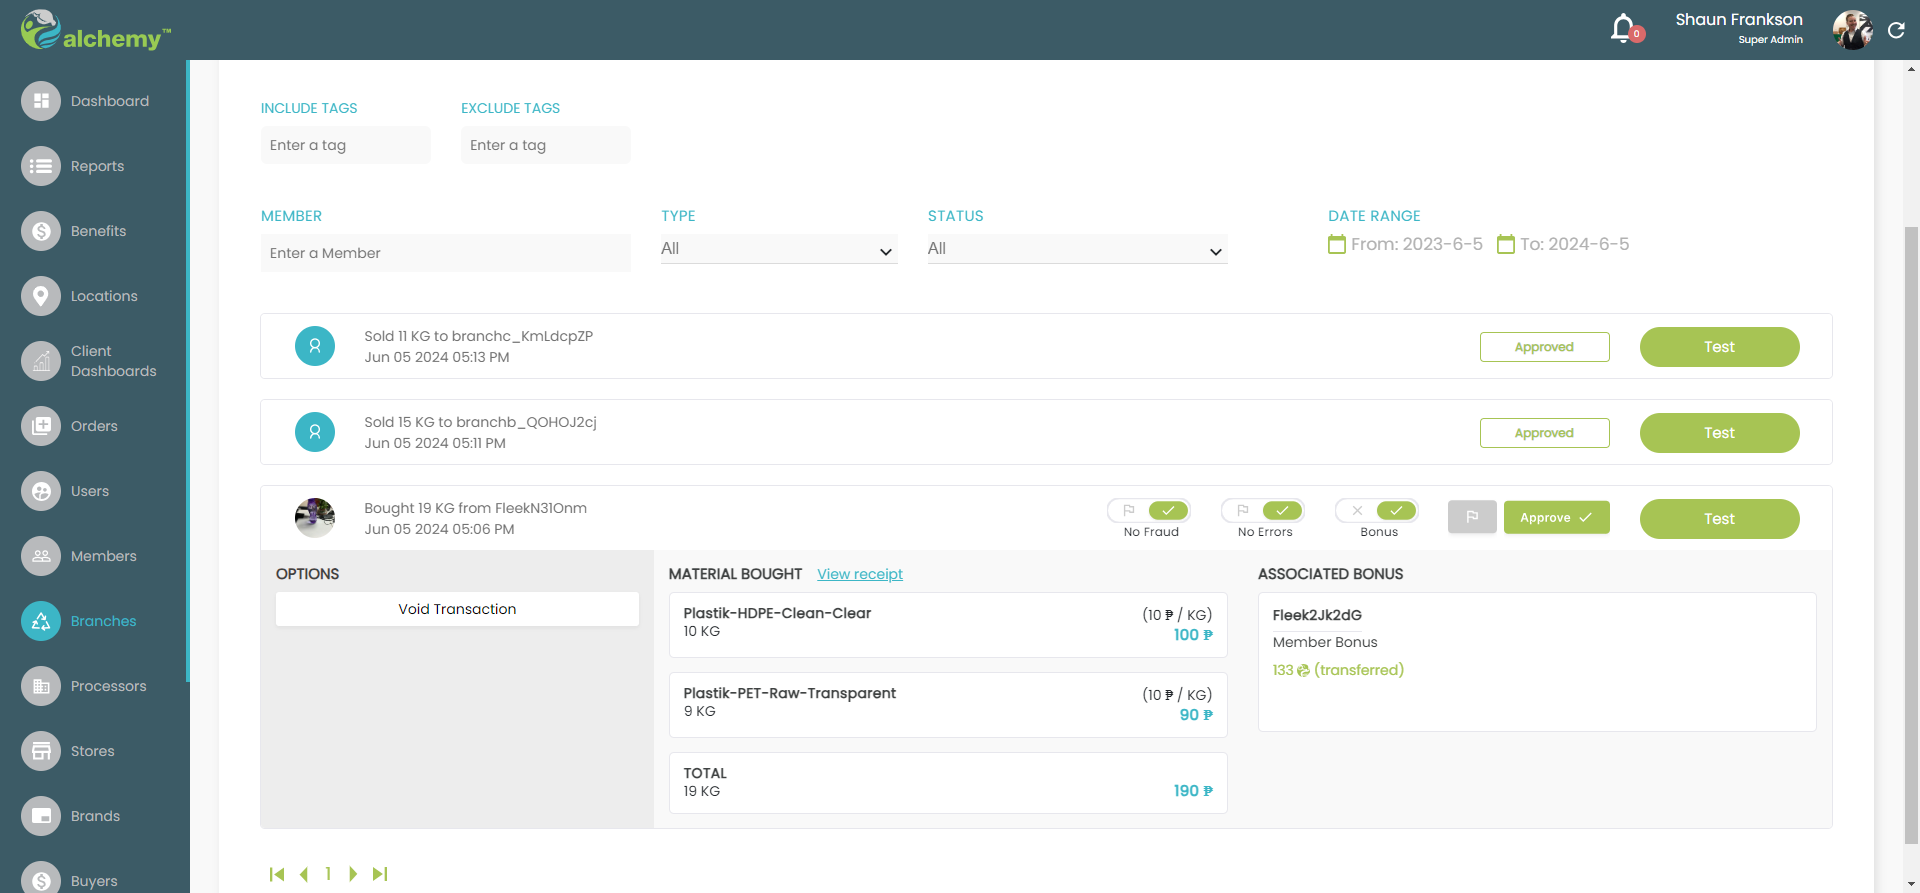 alchemy™
Shaun Frankson
Super Admin
0
Dashboard
Reports
Benefits
Locations
Client
Dashboards
Orders
Users
Members
Branches
Processors
Stores
Brands
Buyers
INCLUDE TAGS
EXCLUDE TAGS
Enter a tag
Enter a tag
MEMBER
TYPE
STATUS
DATE RANGE
Enter a Member
All
All
From: 2023-6-5
To: 2024-6-5
Sold 11 KG to branchc_KmLdcpZP
Jun 05 2024 05:13 PM
Approved
Test
Sold 15 KG to branchb_QOHOJ2cj
Jun 05 2024 05:11 PM
Approved
Test
Bought 19 KG from FleekN31Onm
Jun 05 2024 05:06 PM
No Fraud
No Errors
Bonus
Approve
Test
OPTIONS
Void Transaction
MATERIAL BOUGHT
View receipt
Plastik-HDPE-Clean-Clear
10 KG
(10 ₱ / KG)
100 ₱
Plastik-PET-Raw-Transparent
9 KG
(10 ₱ / KG)
90 ₱
TOTAL
19 KG
190 ₱
ASSOCIATED BONUS
Fleek2Jk2dG
Member Bonus
133 (transferred)
1